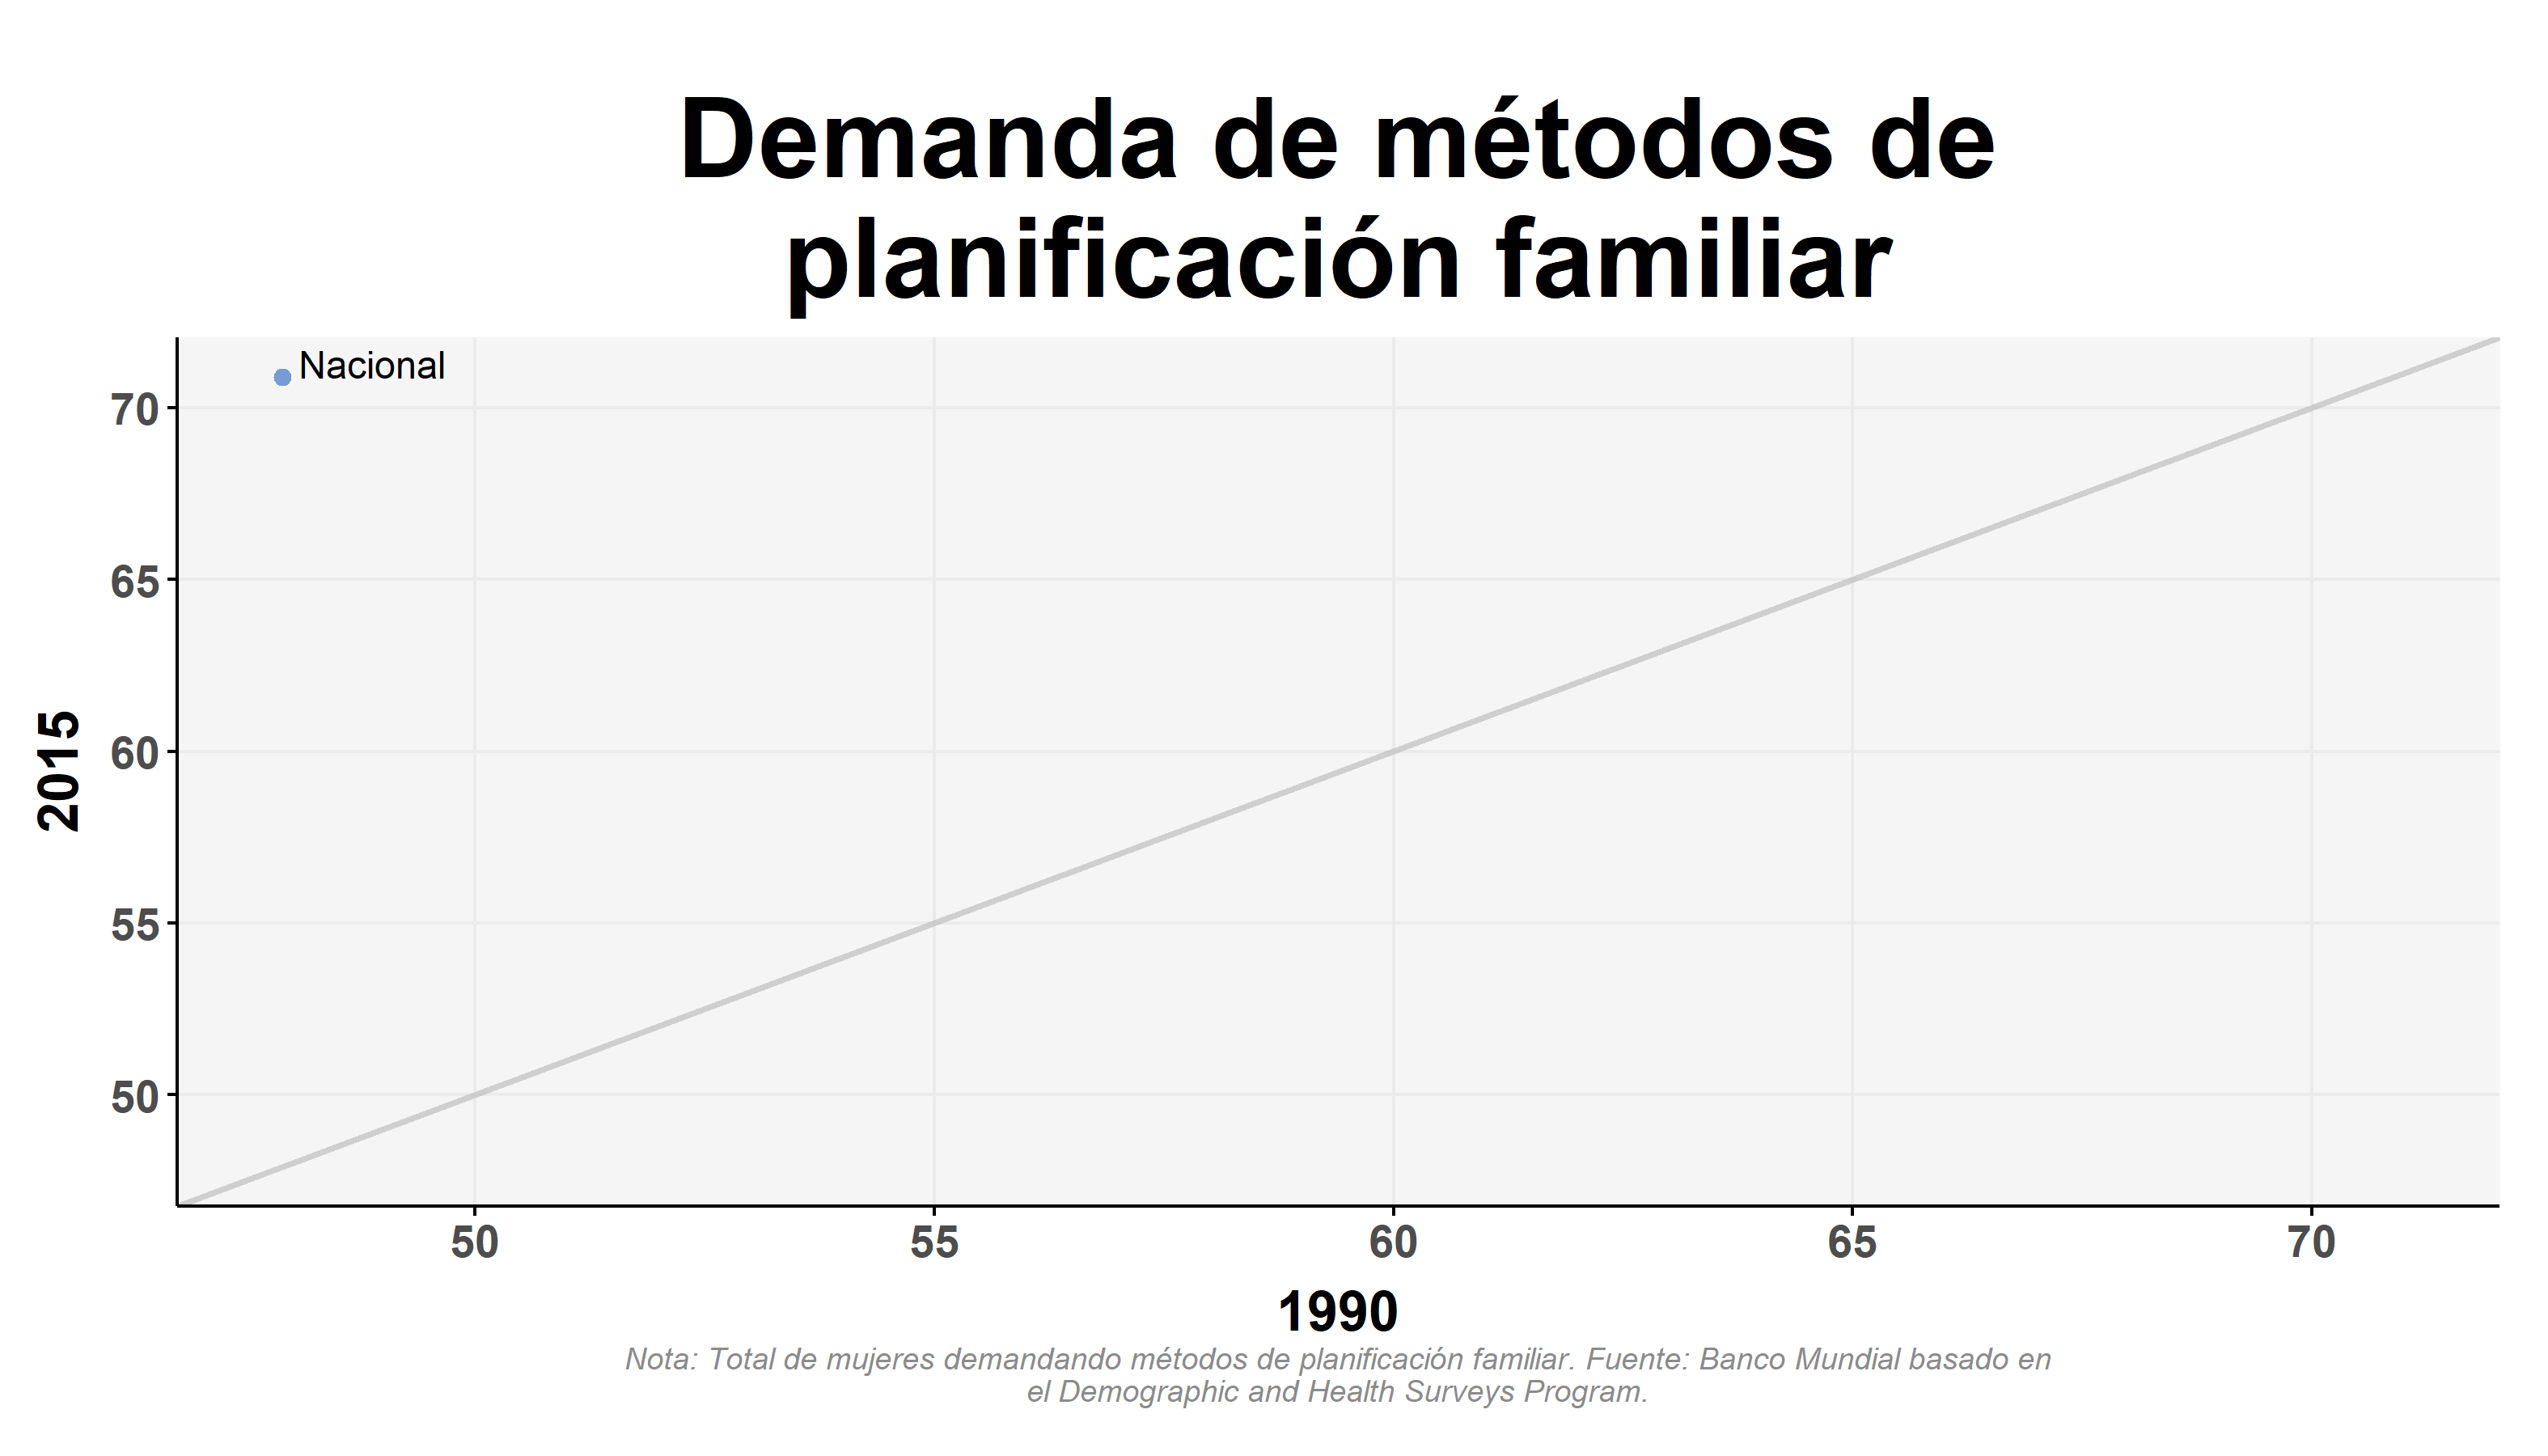 Demanda de métodos de
planificación familiar
Nacional
70
65
60
55
50
2015
50
55
60
65
70
1990
Nota: Total de mujeres demandando métodos de planificación familiar. Fuente: Banco Mundial basado en
el Demographic and Health Surveys Program.